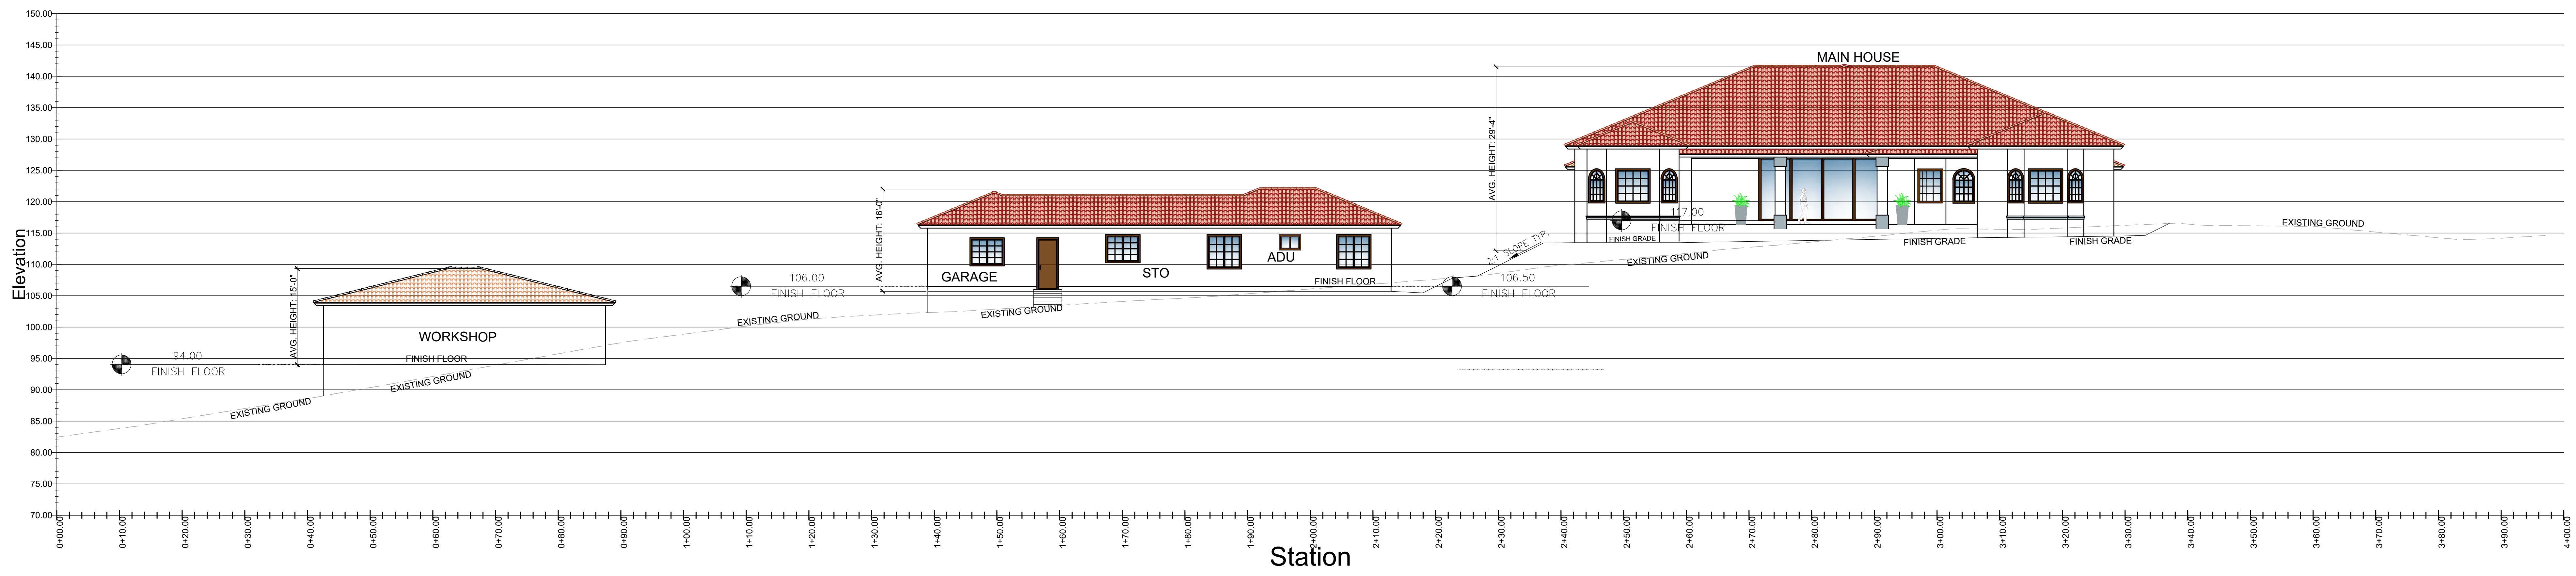 150.00
145.00
140.00
135.00
130.00
125.00
120.00
115.00
110.00
105.00
100.00
95.00
90.00
85.00
80.00
75.00
70.00
Elevation
MAIN HOUSE
AVG. HEIGHT: 29'-4"
117.00
FINISH FLOOR
FINISH GRADE
FINISH GRADE
FINISH GRADE
EXISTING GROUND
2:1 SLOPE TYP.
EXISTING GROUND
AVG. HEIGHT: 16'-0"
GARAGE
STO
ADU
FINISH FLOOR
106.00
FINISH FLOOR
106.50
FINISH FLOOR
EXISTING GROUND
EXISTING GROUND
AVG. HEIGHT: 15'-0"
WORKSHOP
FINISH FLOOR
94.00
FINISH FLOOR
EXISTING GROUND
EXISTING GROUND
0+00.00
0+10.00
0+20.00
0+30.00
0+40.00
0+50.00
0+60.00
0+70.00
0+80.00
0+90.00
1+00.00
1+10.00
1+20.00
1+30.00
1+40.00
1+50.00
1+60.00
1+70.00
1+80.00
1+90.00
2+00.00
2+10.00
2+20.00
2+30.00
2+40.00
2+50.00
2+60.00
2+70.00
2+80.00
2+90.00
3+00.00
3+10.00
3+20.00
3+30.00
3+40.00
3+50.00
3+60.00
3+70.00
3+80.00
3+90.00
4+00.00
Station